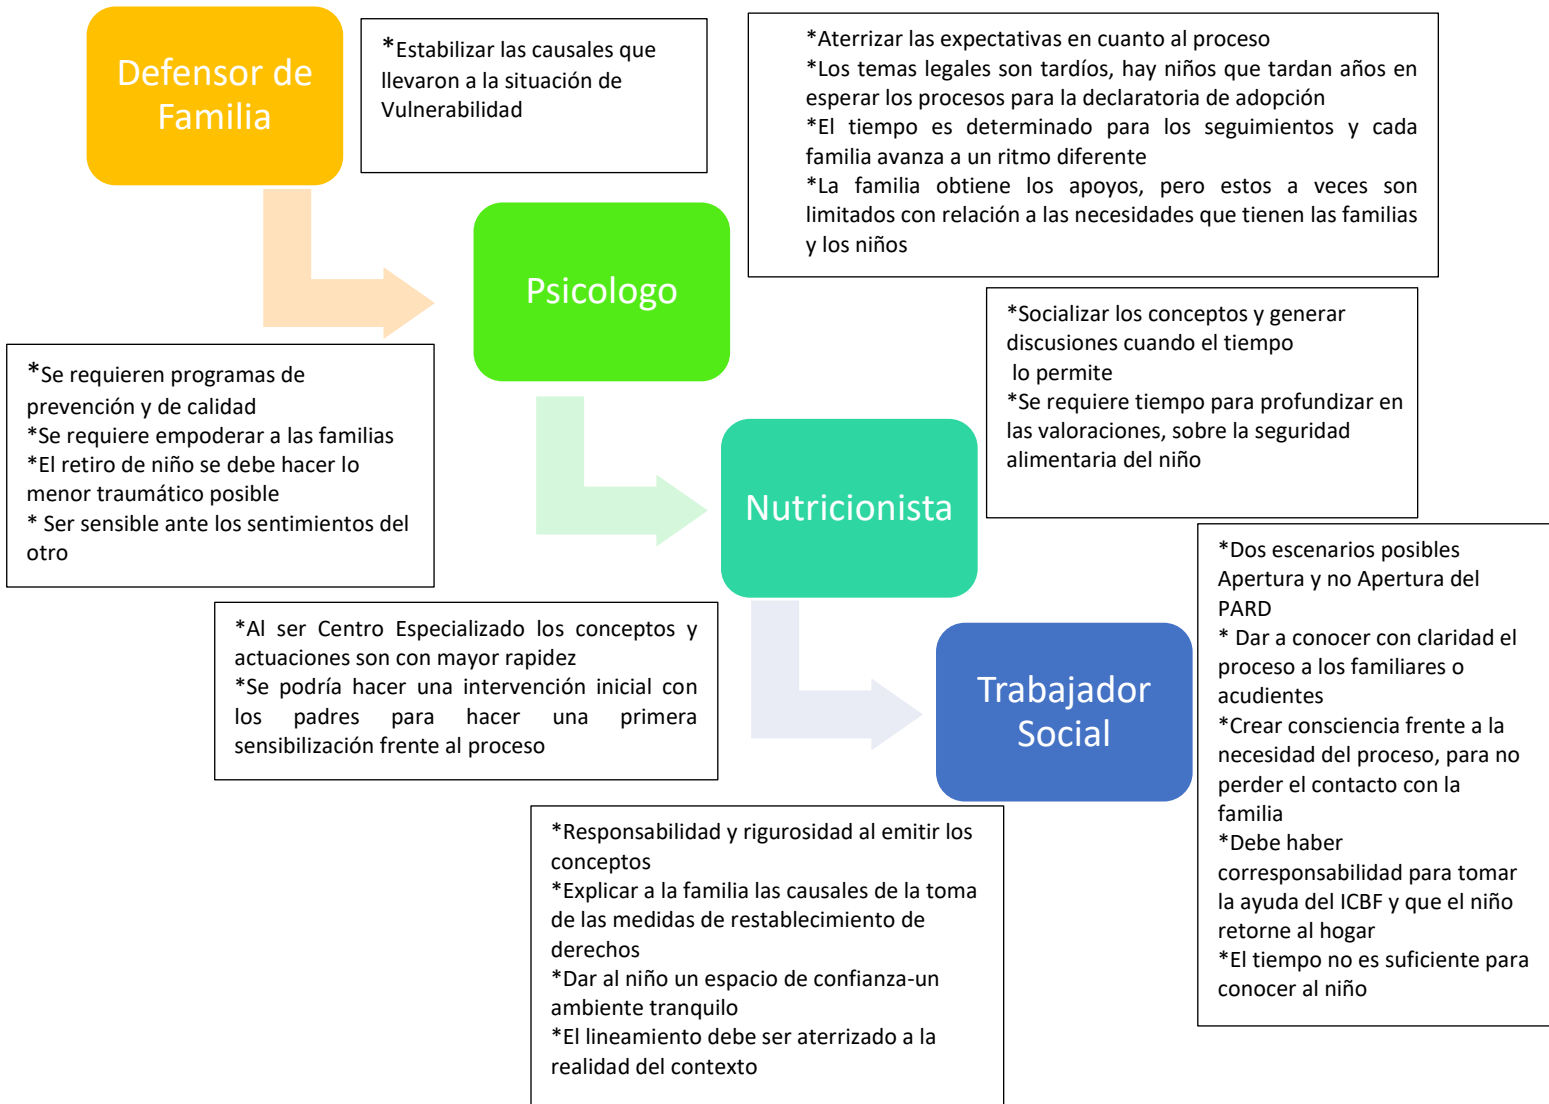 Defensor de
Familia
*Estabilizar las causales que
llevaron a la situación de
Vulnerabilidad
*Aterrizar las expectativas en cuanto al proceso
*Los temas legales son tardíos, hay niños que tardan años en
esperar los procesos para la declaratoria de adopción
*El tiempo es determinado para los seguimientos y cada
familia avanza a un ritmo diferente
*La familia obtiene los apoyos, pero estos a veces son
limitados con relación a las necesidades que tienen las familias
y los niños
Psicologo
*Se requieren programas de
prevención y de calidad
*Se requiere empoderar a las familias
*El retiro de niño se debe hacer lo
menor traumático posible
* Ser sensible ante los sentimientos del
otro
*Socializar los conceptos y generar
discusiones cuando el tiempo
lo permite
*Se requiere tiempo para profundizar en
las valoraciones, sobre la seguridad
alimentaria del niño
Nutricionista
*Al ser Centro Especializado los conceptos y
actuaciones son con mayor rapidez
*Se podría hacer una intervención inicial con
los padres para hacer una primera
sensibilización frente al proceso
Trabajador
Social
*Dos escenarios posibles
Apertura y no Apertura del
PARD
* Dar a conocer con claridad el
proceso a los familiares o
acudientes
*Crear consciencia frente a la
necesidad del proceso, para no
perder el contacto con la
familia
*Debe haber
corresponsabilidad para tomar
la ayuda del ICBF y que el niño
retorne al hogar
*El tiempo no es suficiente para
conocer al niño
*Responsabilidad y rigurosidad al emitir los
conceptos
*Explicar a la familia las causales de la toma
de las medidas de restablecimiento de
derechos
*Dar al niño un espacio de confianza-un
ambiente tranquilo
*El lineamiento debe ser aterrizado a la
realidad del contexto